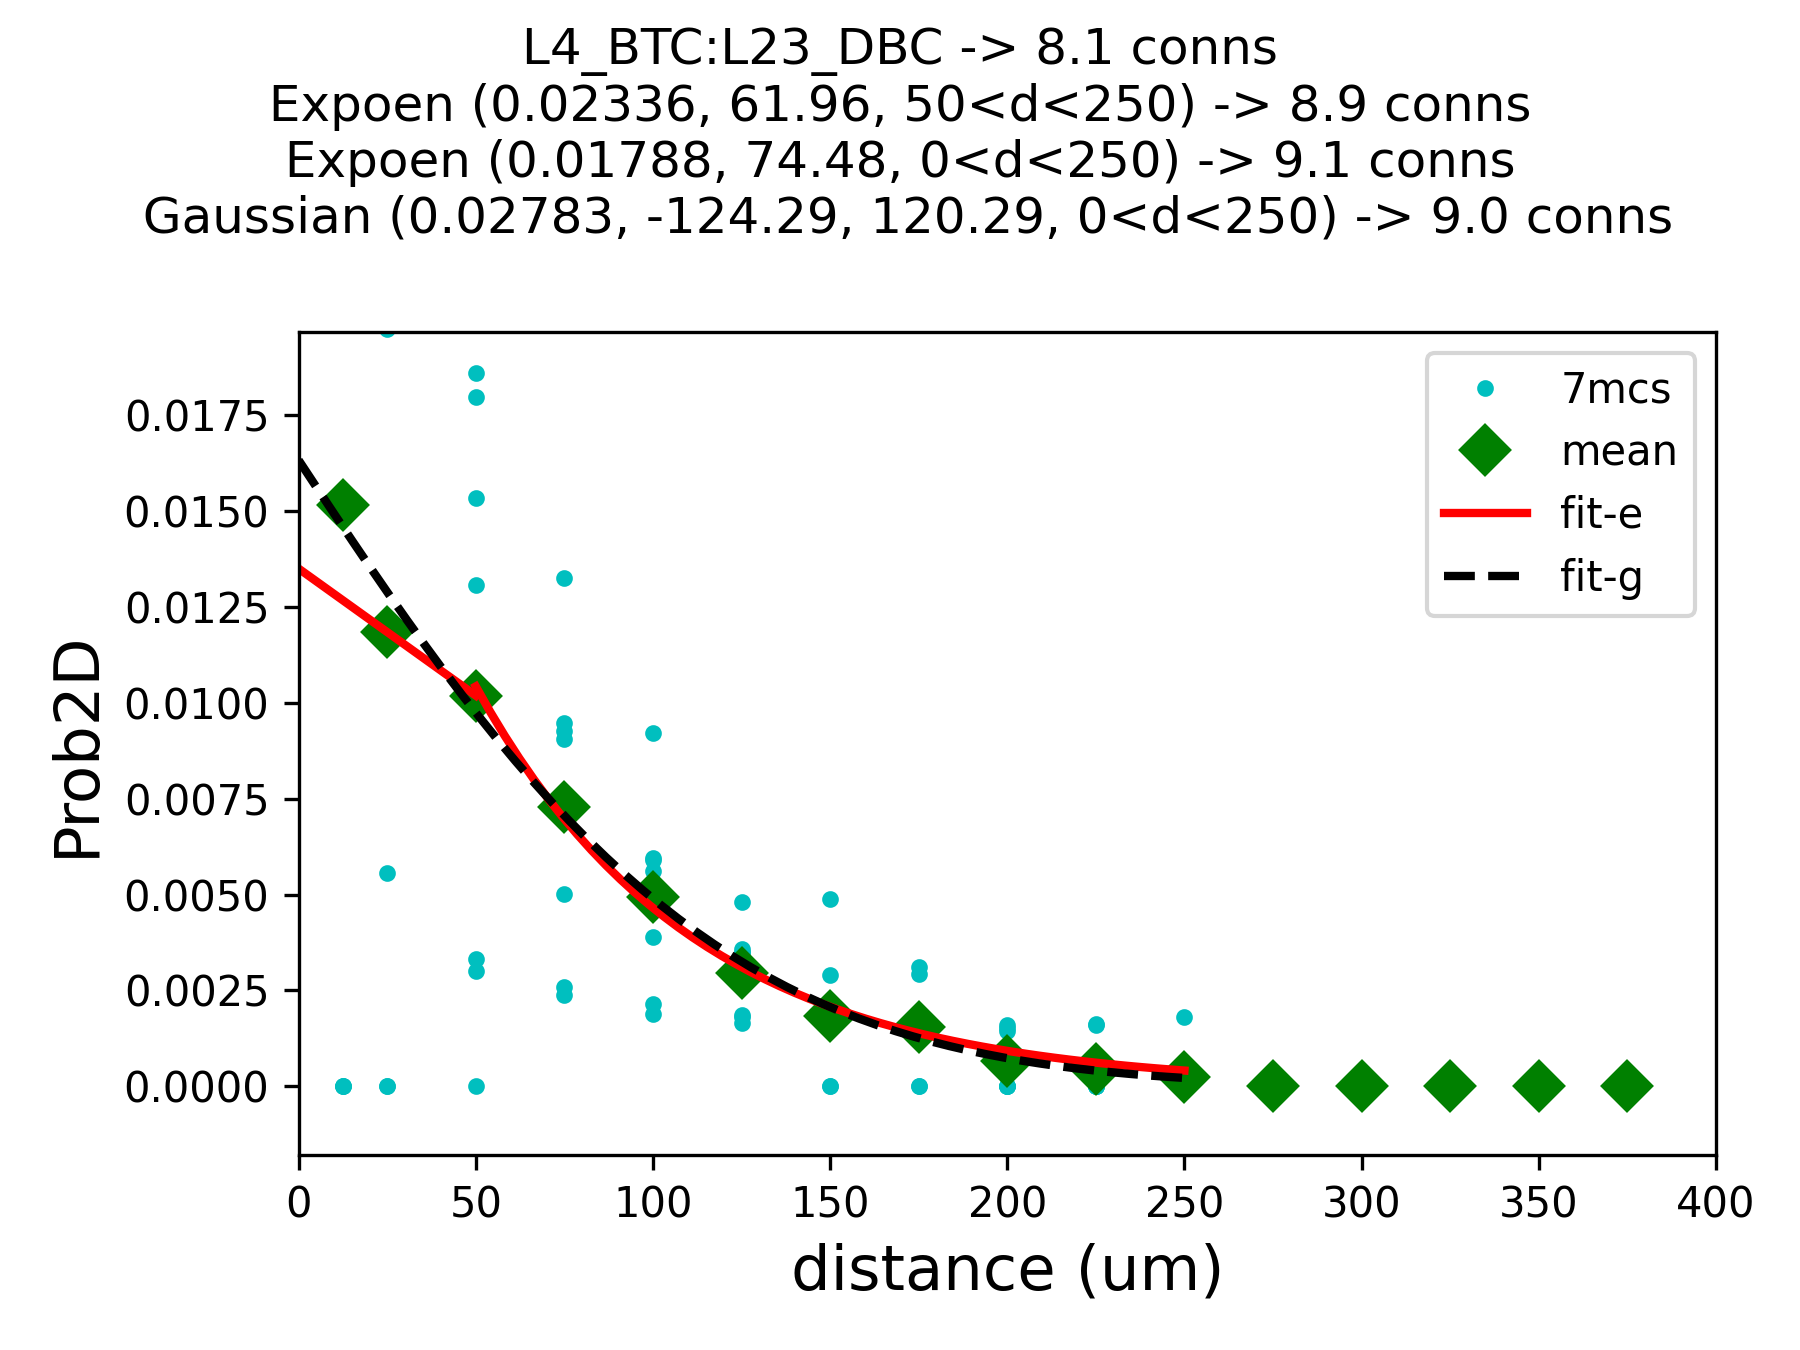 L4_BTC:L23_DBC -> 8.1 conns
Expoen (0.02336, 61.96, 50<d<250) -> 8.9 conns
Expoen (0.01788, 74.48, 0<d<250) -> 9.1 conns
Gaussian (0.02783, -124.29, 120.29, 0<d<250) -> 9.0 conns
7mcs
mean
fit-e
fit-g
Prob2D
0.0175
0.0150
0.0125
0.0100
0.0075
0.0050
0.0025
0.0000
0 50 100 150 200 250 300 350 400
distance (um)